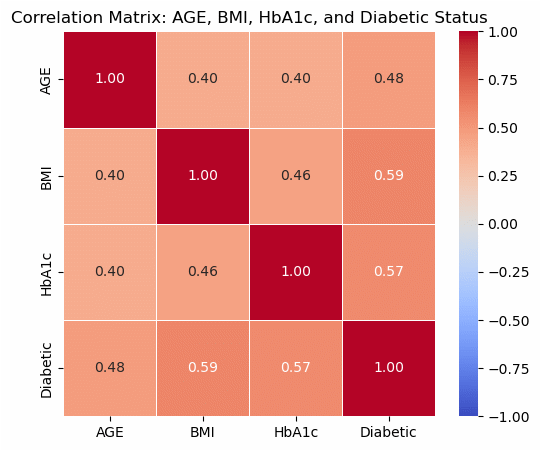 Correlation Matrix: AGE, BMI, HbA1c, and Diabetic Status
AGE 1.00 0.40 0.40 0.48
BMI 0.40 1.00 0.46 0.59
HbA1c 0.40 0.46 1.00 0.57
Diabetic 0.48 0.59 0.57 1.00
AGE BMI HbA1c Diabetic
1.00
0.75
0.50
0.25
0.00
−0.25
−0.50
−0.75
−1.00